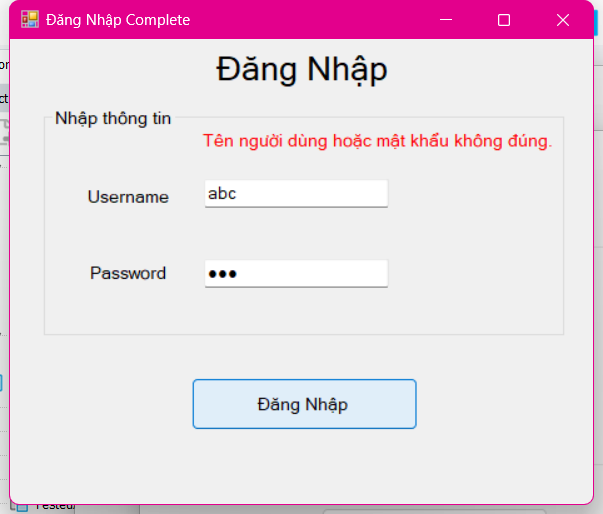 Đăng Nhập Complete
Đăng Nhập
Nhập thông tin
Tên người dùng hoặc mật khẩu không đúng.
Username
abc
Password
•••
Đăng Nhập